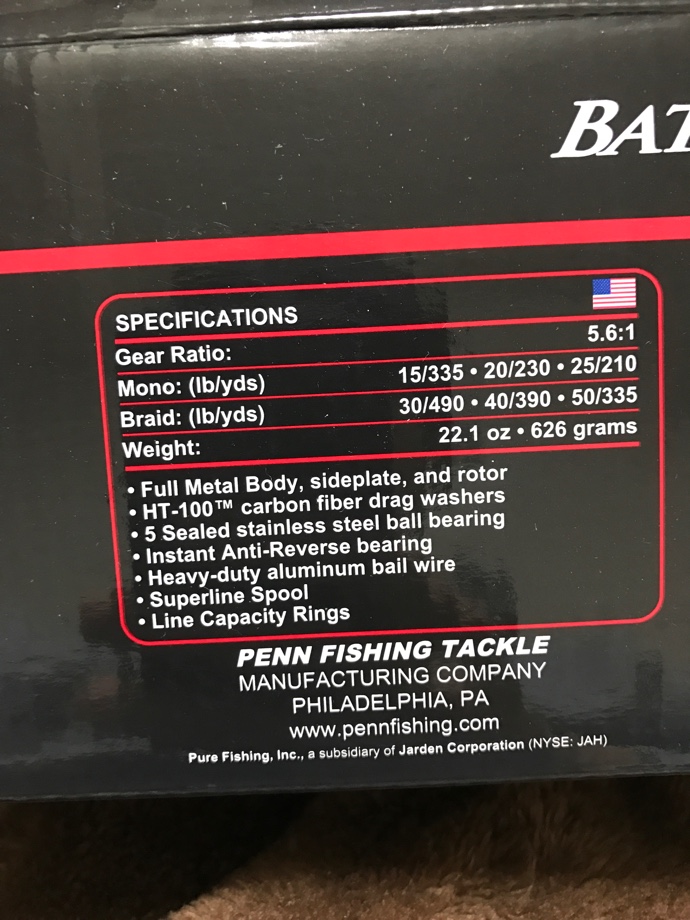 BAT
SPECIFICATIONS
Gear Ratio: 5.6:1
Mono: (lb/yds) 15/335 • 20/230 • 25/210
Braid: (lb/yds) 30/490 • 40/390 • 50/335
Weight: 22.1 oz • 626 grams
• Full Metal Body, sideplate, and rotor
• HT-100™ carbon fiber drag washers
• 5 Sealed stainless steel ball bearing
• Instant Anti-Reverse bearing
• Heavy-duty aluminum bail wire
• Superline Spool
• Line Capacity Rings
PENN FISHING TACKLE
MANUFACTURING COMPANY
PHILADELPHIA, PA
www.pennfishing.com
Pure Fishing, Inc., a subsidiary of Jarden Corporation (NYSE: JAH)